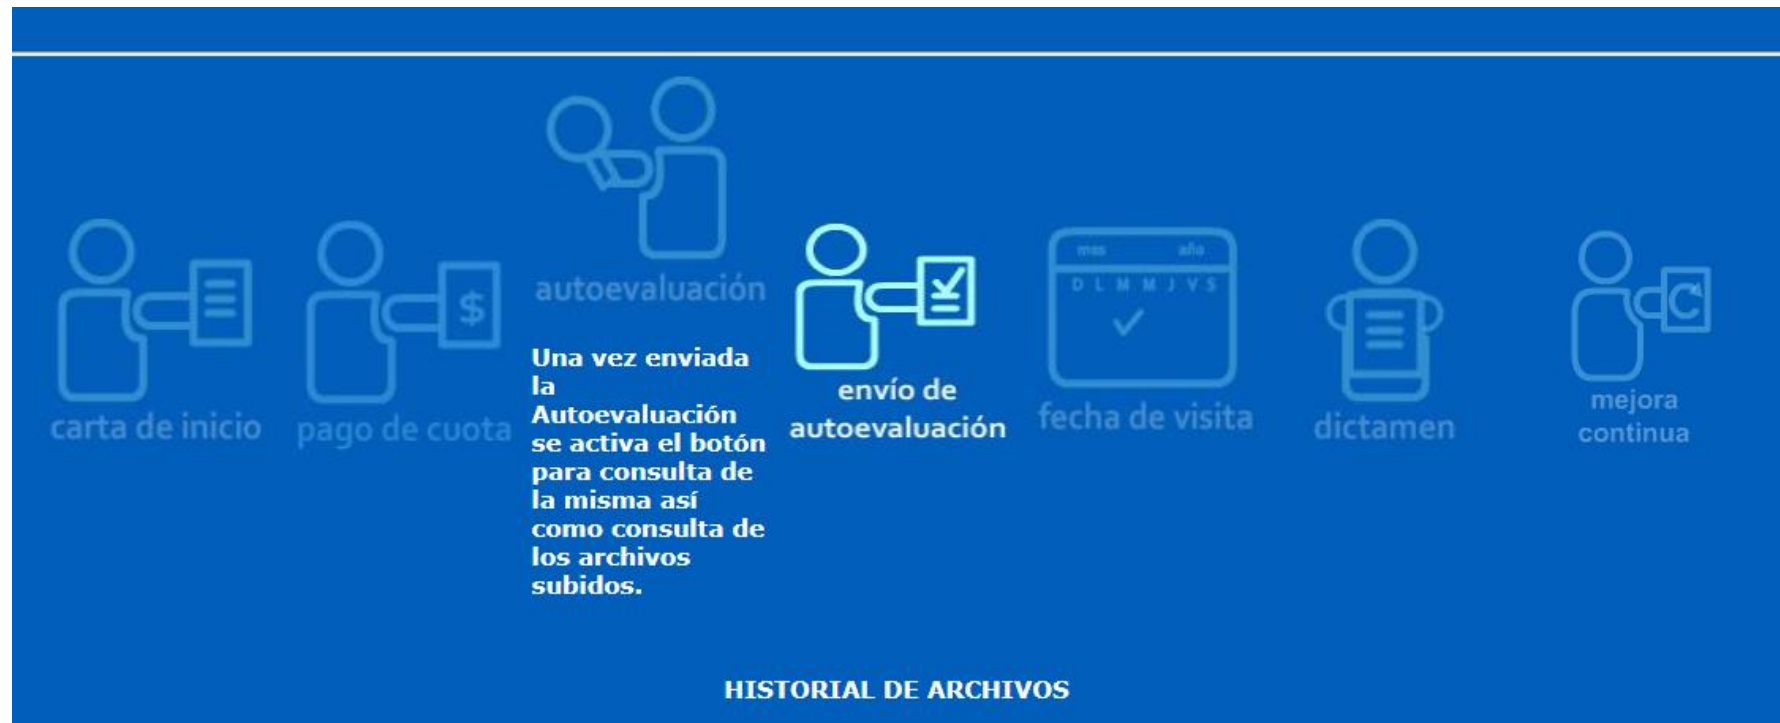 carta de inicio
$
pago de cuota
autoevaluación
Una vez enviada
la
Autoevaluación
se activa el botón
para consulta de
la misma así
como consulta de
los archivos
subidos.
envío de
autoevaluación
mes año
D L M M J V S
fecha de visita
dictamen
C
mejora
continua
HISTORIAL DE ARCHIVOS